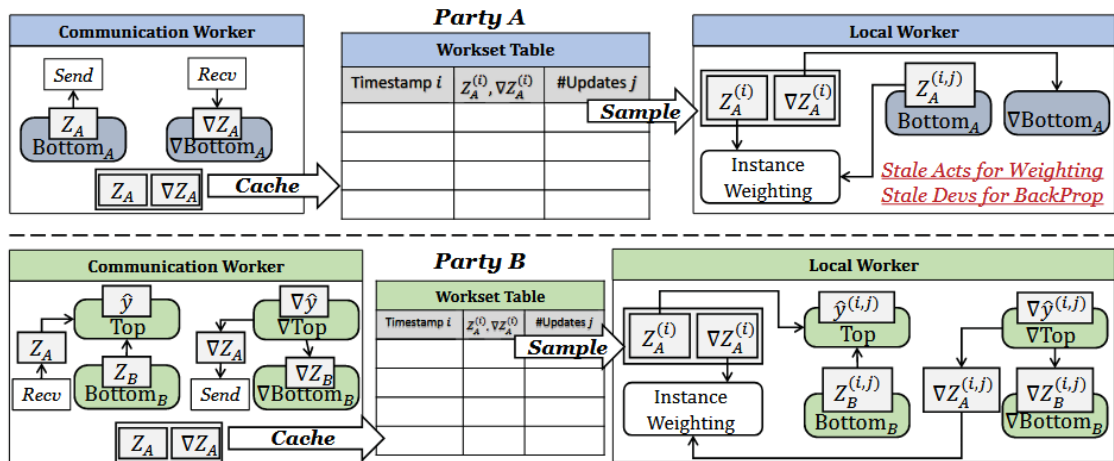 Party A
Communication Worker
Send
Recv
Z_A
∇Z_A
Bottom_A
∇Bottom_A
Z_A ∇Z_A
Cache
Workset Table
Timestamp i Z_A^(i), ∇Z_A^(i) #Updates j
Sample
Local Worker
Z_A^(i) ∇Z_A^(i)
Z_A^(i,j)
Bottom_A
∇Bottom_A
Instance
Weighting
Stale Acts for Weighting
Stale Devs for BackProp
Party B
Communication Worker
ŷ
Top
Z_A
Recv
Z_B
Bottom_B
∇ŷ
∇Top
∇Z_A
Send
∇Z_B
∇Bottom_B
Z_A ∇Z_A
Cache
Workset Table
Timestamp i Z_A^(i), ∇Z_A^(i) #Updates j
Sample
Local Worker
Z_A^(i) ∇Z_A^(i)
Instance
Weighting
ŷ^(i,j)
Top
Z_B^(i,j)
Bottom_B
∇ŷ^(i,j)
∇Top
∇Z_A^(i,j)
∇Z_B^(i,j)
∇Bottom_B